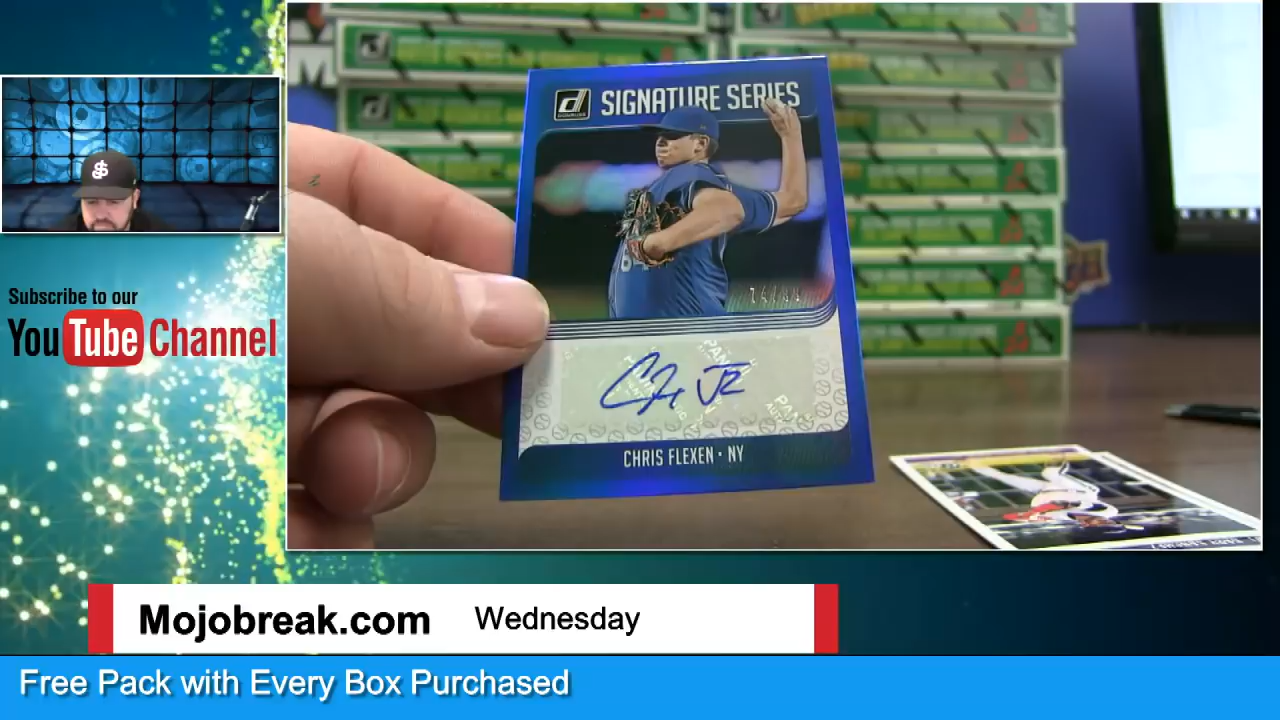 SIGNATURE SERIES
CHRIS FLEXEN · NY
Subscribe to our
YouTube Channel
Mojobreak.com
Wednesday
Free Pack with Every Box Purchased